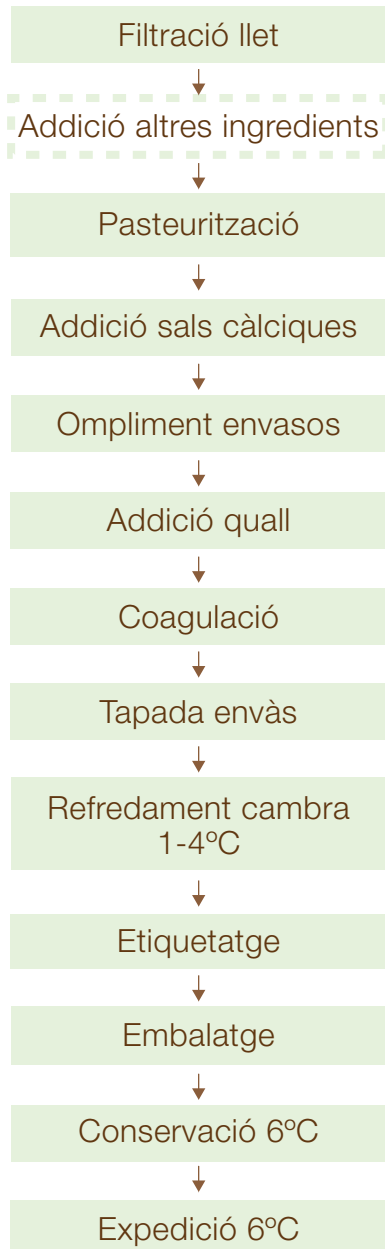 Filtració llet
Addició altres ingredients
Pasteurització
Addició sals càlciques
Ompliment envasos
Addició quall
Coagulació
Tapada envàs
Refredament cambra
1-4ºC
Etiquetatge
Embalatge
Conservació 6ºC
Expedició 6ºC